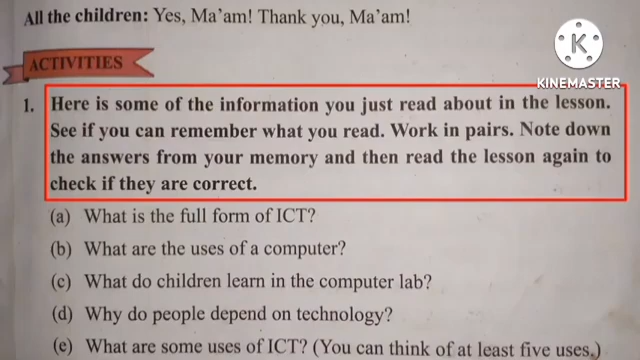 All the children: Yes, Ma'am! Thank you, Ma'am!
K
KINEMASTER
ACTIVITIES
1. Here is some of the information you just read about in the lesson.
See if you can remember what you read. Work in pairs. Note down
the answers from your memory and then read the lesson again to
check if they are correct.
(a) What is the full form of ICT?
(b) What are the uses of a computer?
(c) What do children learn in the computer lab?
(d) Why do people depend on technology?
(e) What are some uses of ICT? (You can think of at least five uses.)